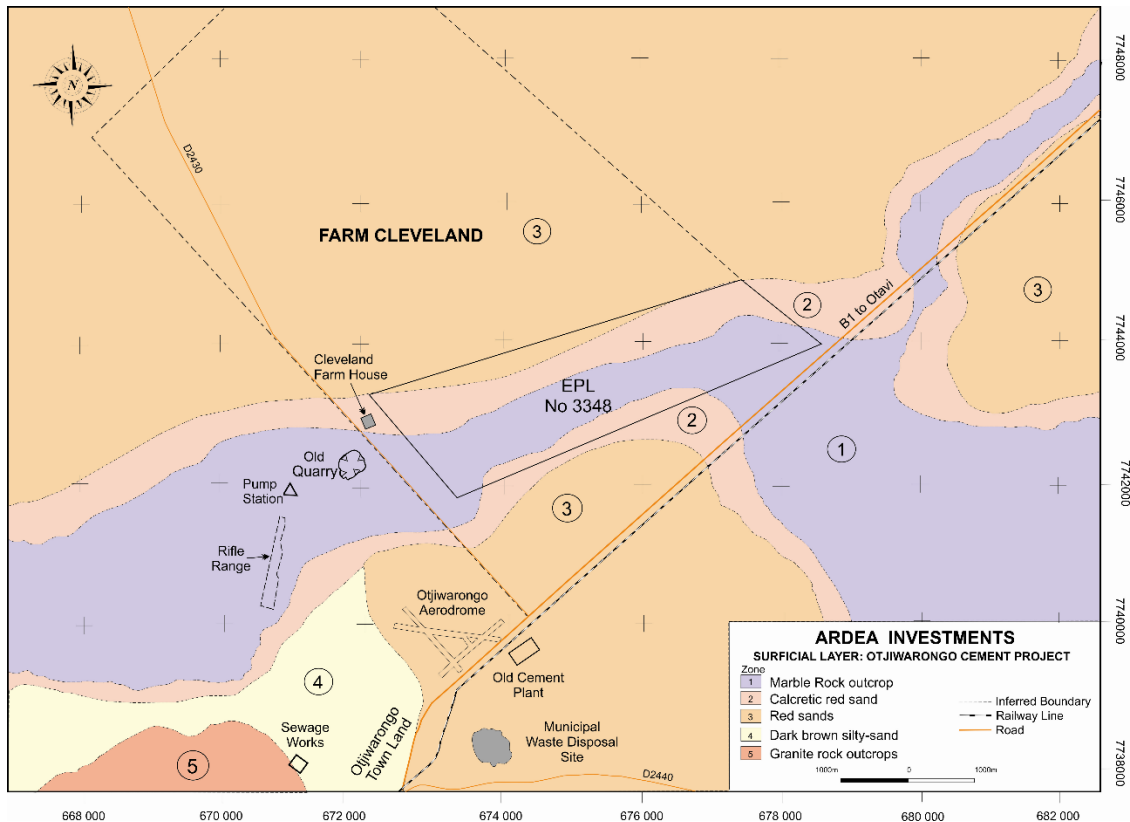 N
D2430
FARM CLEVELAND
3
2
3
B1 to Otavi
Cleveland
Farm House
EPL
No 3348
2
1
Old
Quarry
Pump
Station
3
Rifle
Range
Otjiwarongo
Aerodrome
4
Old Cement
Plant
Sewage
Works
5
Otjiwarongo
Town Land
Municipal
Waste Disposal
Site
D2440
ARDEA INVESTMENTS
SURFICIAL LAYER: OTJIWARONGO CEMENT PROJECT
Zone
1 Marble Rock outcrop
2 Calcretic red sand
3 Red sands
4 Dark brown silty-sand
5 Granite rock outcrops
Inferred Boundary
Railway Line
Road
1000m 0 1000m
7748000
7746000
7744000
7742000
7740000
7738000
668 000 670 000 672 000 674 000 676 000 678 000 680 000 682 000